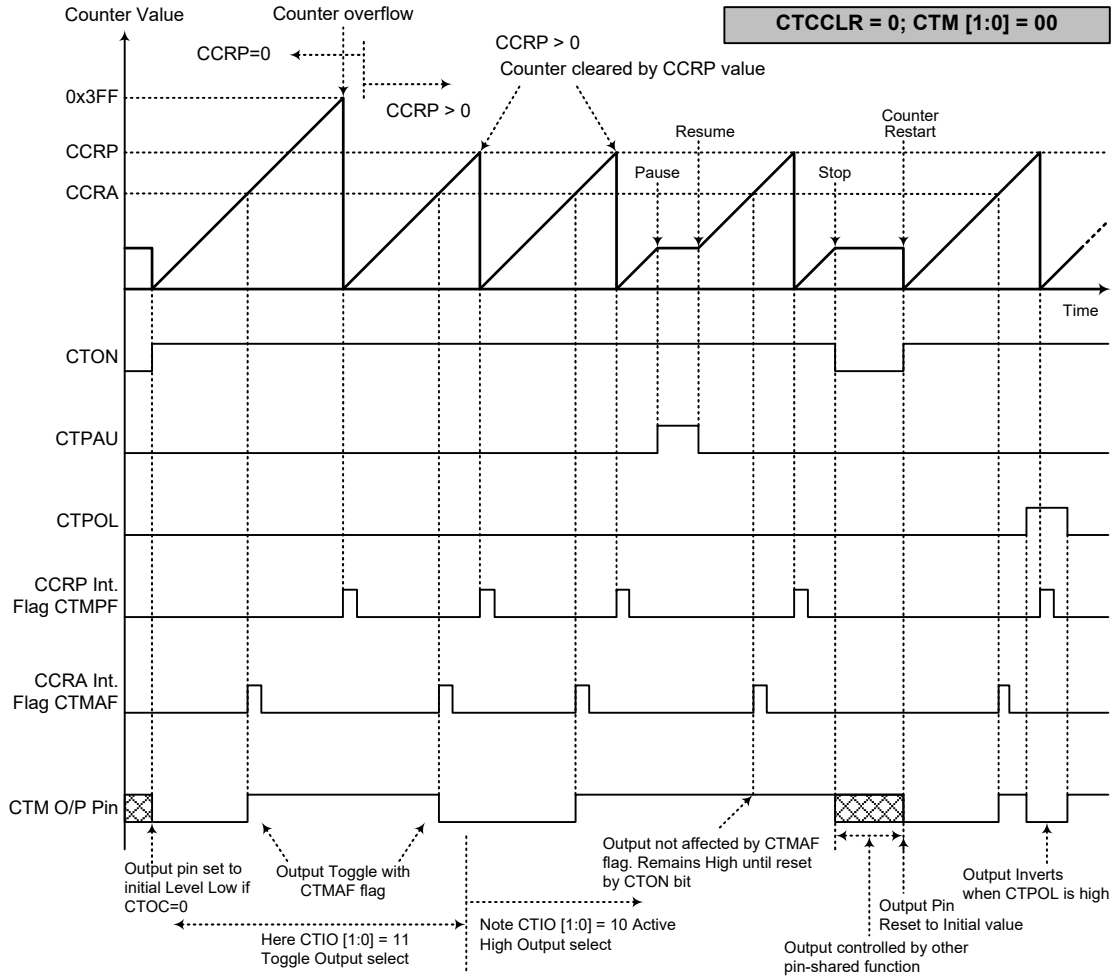 Counter Value
Counter overflow
CTCCLR = 0; CTM [1:0] = 00
CCRP=0
CCRP > 0
CCRP > 0
Counter cleared by CCRP value
0x3FF
CCRP
CCRA
Pause
Resume
Stop
Counter
Restart
Time
CTON
CTPAU
CTPOL
CCRP Int.
Flag CTMPF
CCRA Int.
Flag CTMAF
CTM O/P Pin
Output pin set to
initial Level Low if
CTOC=0
Output Toggle with
CTMAF flag
Here CTIO [1:0] = 11
Toggle Output select
Note CTIO [1:0] = 10 Active
High Output select
Output not affected by CTMAF
flag. Remains High until reset
by CTON bit
Output controlled by other
pin-shared function
Output Pin
Reset to Initial value
Output Inverts
when CTPOL is high